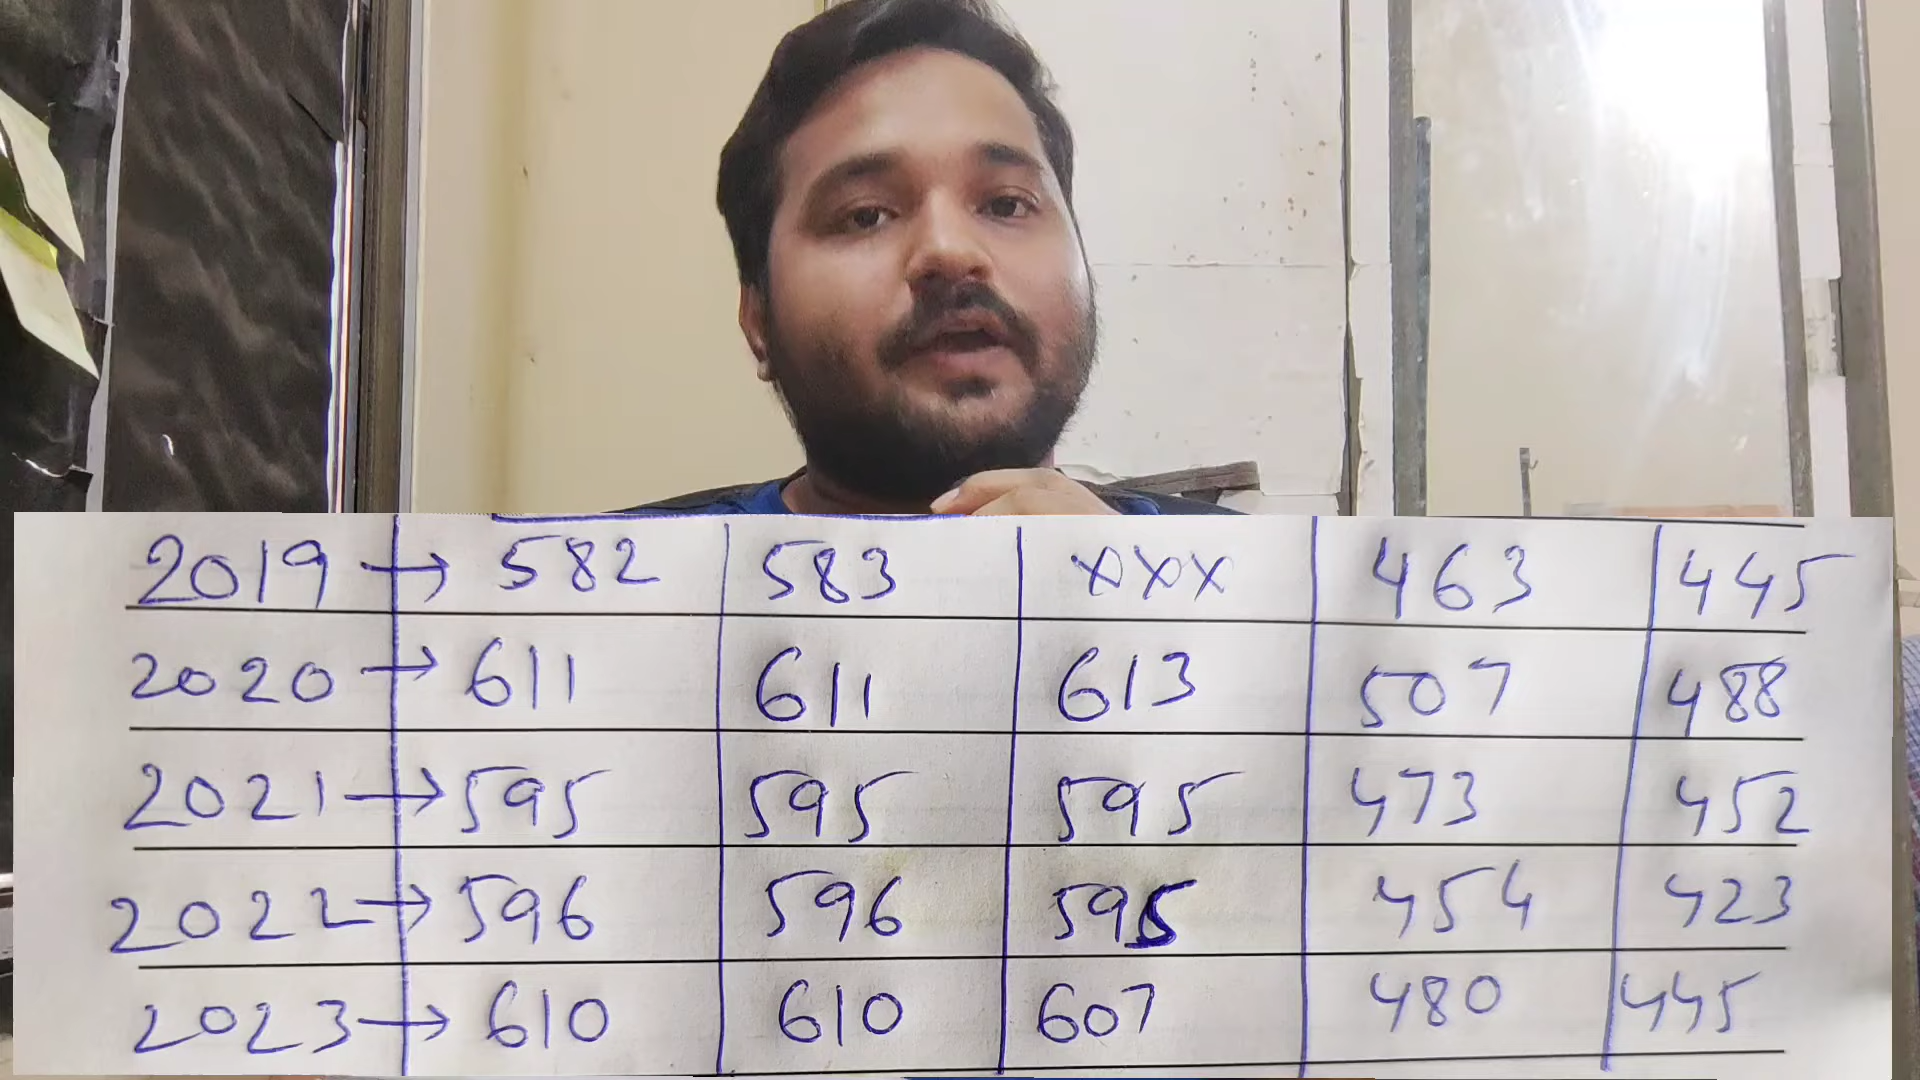 2019 → 582 583 xxx 463 445
2020 → 611 611 613 507 488
2021 → 595 595 595 473 452
2022 → 596 596 595 454 423
2023 → 610 610 607 480 445